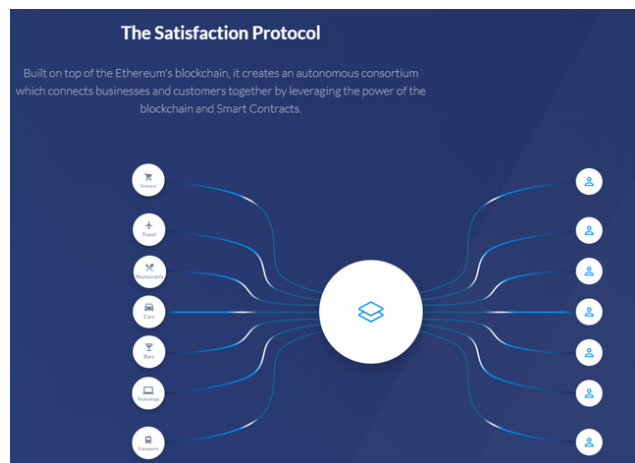 The Satisfaction Protocol
Built on top of the Ethereum's blockchain, it creates an autonomous consortium
which connects businesses and customers together by leveraging the power of the
blockchain and Smart Contracts.
Grocery
Travel
Restaurants
Cars
Bars
Technology
Transports